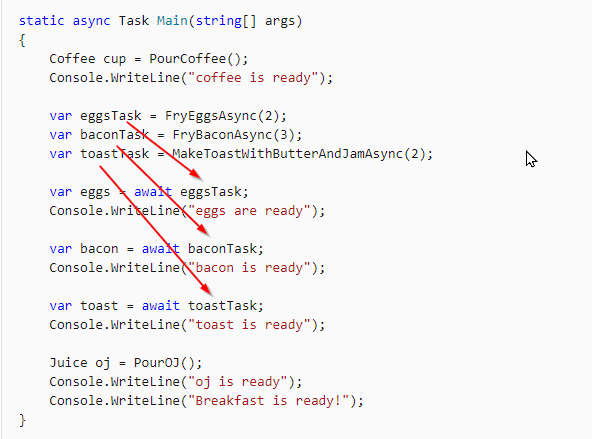 static async Task Main(string[] args)
{
Coffee cup = PourCoffee();
Console.WriteLine("coffee is ready");
var eggsTask = FryEggsAsync(2);
var baconTask = FryBaconAsync(3);
var toastTask = MakeToastWithButterAndJamAsync(2);
var eggs = await eggsTask;
Console.WriteLine("eggs are ready");
var bacon = await baconTask;
Console.WriteLine("bacon is ready");
var toast = await toastTask;
Console.WriteLine("toast is ready");
Juice oj = PourOJ();
Console.WriteLine("oj is ready");
Console.WriteLine("Breakfast is ready!");
}